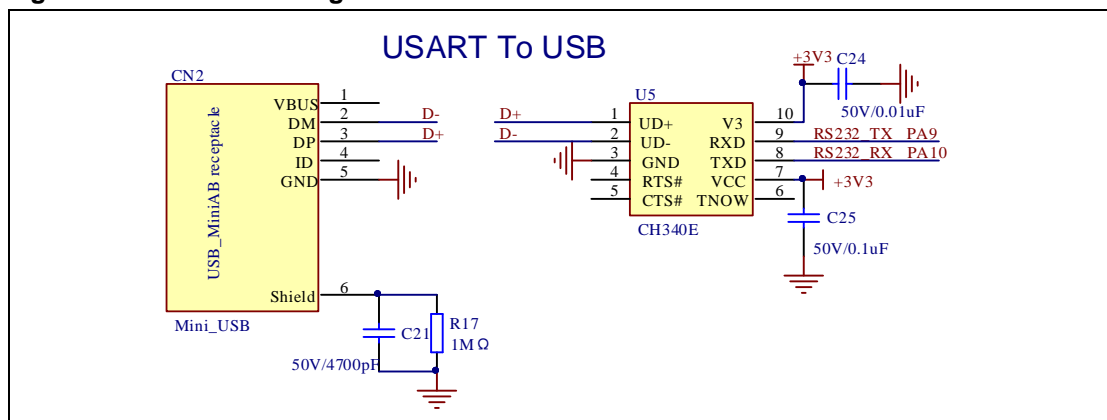 USART To USB
CN2
USB_MiniAB receptacle
VBUS 1
DM 2
DP 3
ID 4
GND 5
Shield 6
Mini_USB
D-
D+
C21
50V/4700pF
R17
1MΩ
D+
D-
U5
1 UD+
2 UD-
3 GND
4 RTS#
5 CTS#
V3 10
RXD 9
TXD 8
VCC 7
TNOW 6
CH340E
+3V3
C24
50V/0.01uF
RS232_TX PA9
RS232_RX PA10
+3V3
C25
50V/0.1uF